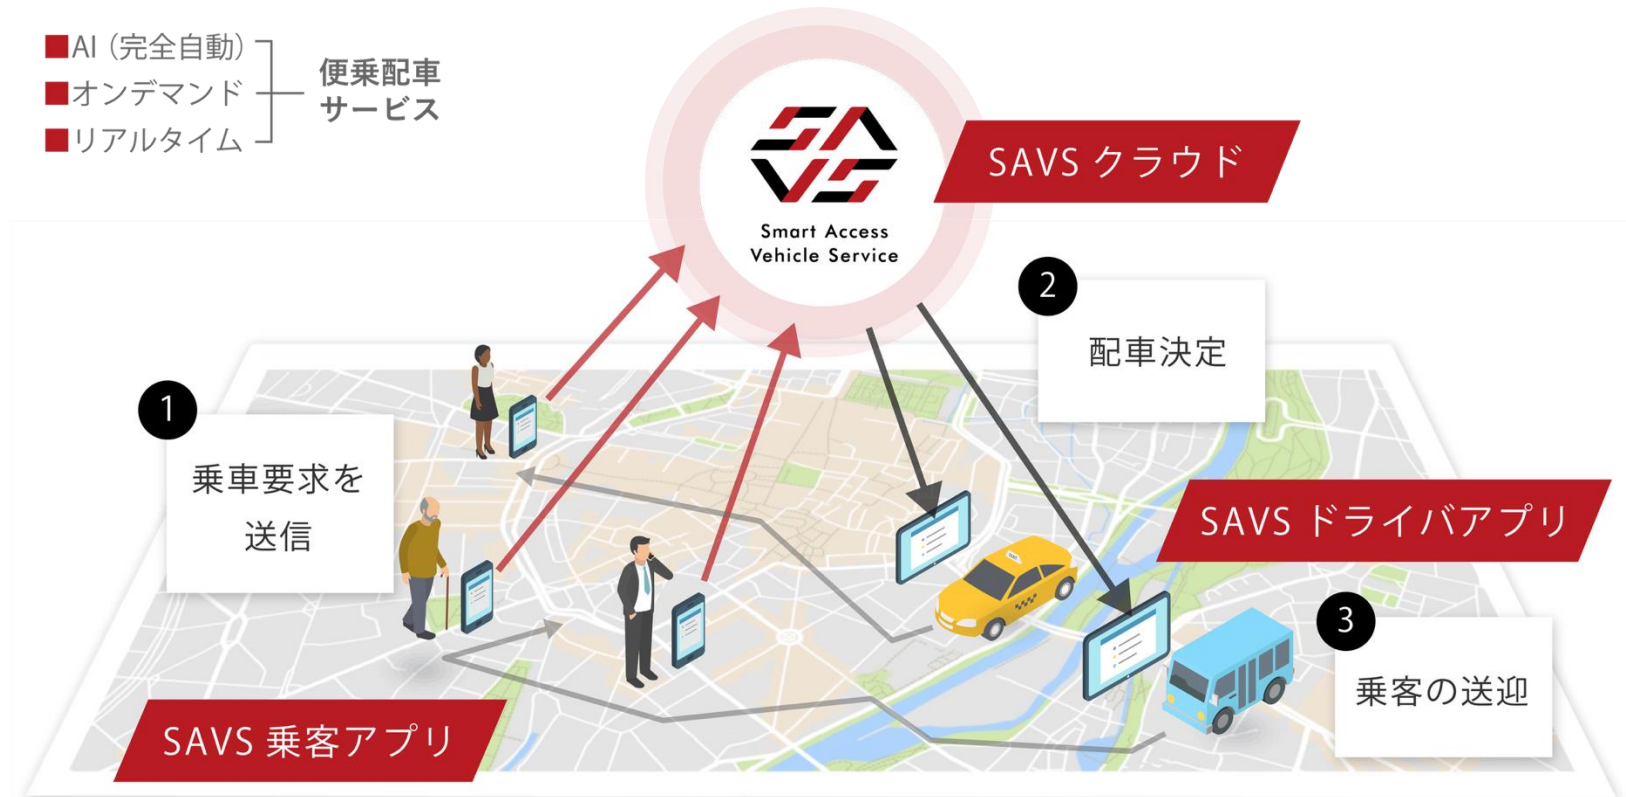 ■AI（完全自動）
■オンデマンド
■リアルタイム
便乗配車
サービス
SAVS
Smart Access
Vehicle Service
SAVS クラウド
1
乗車要求を
送信
2
配車決定
SAVS ドライバアプリ
3
乗客の送迎
SAVS 乗客アプリ